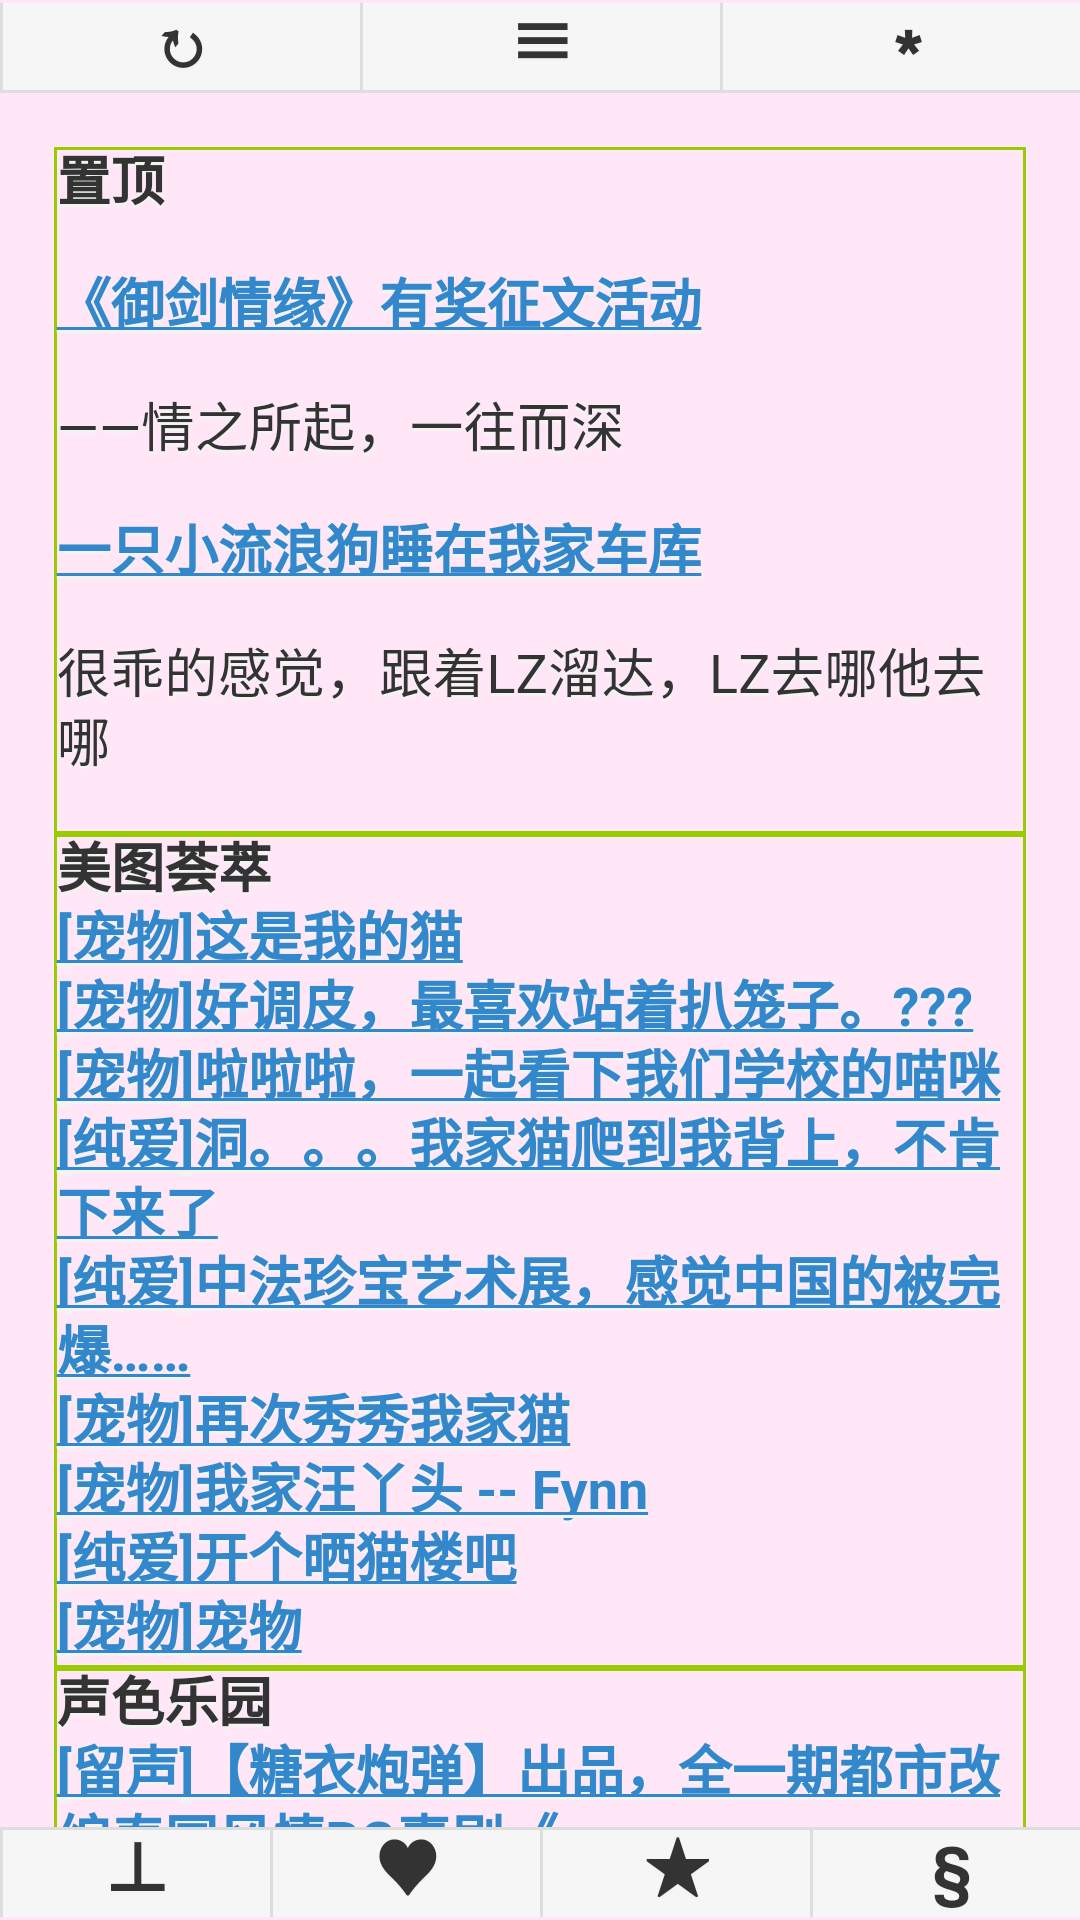 ↻ ☰ *
置顶
《御剑情缘》有奖征文活动
——情之所起，一往而深
一只小流浪狗睡在我家车库
很乖的感觉，跟着LZ溜达，LZ去哪他去
哪
美图荟萃
[宠物]这是我的猫
[宠物]好调皮，最喜欢站着扒笼子。???
[宠物]啦啦啦，一起看下我们学校的喵咪
[纯爱]洞。。。我家猫爬到我背上，不肯
下来了
[纯爱]中法珍宝艺术展，感觉中国的被完
爆……
[宠物]再次秀秀我家猫
[宠物]我家汪丫头 -- Fynn
[纯爱]开个晒猫楼吧
[宠物]宠物
声色乐园
[留声]【糖衣炮弹】出品，全一期都市改
⊥ ♥ ★ §